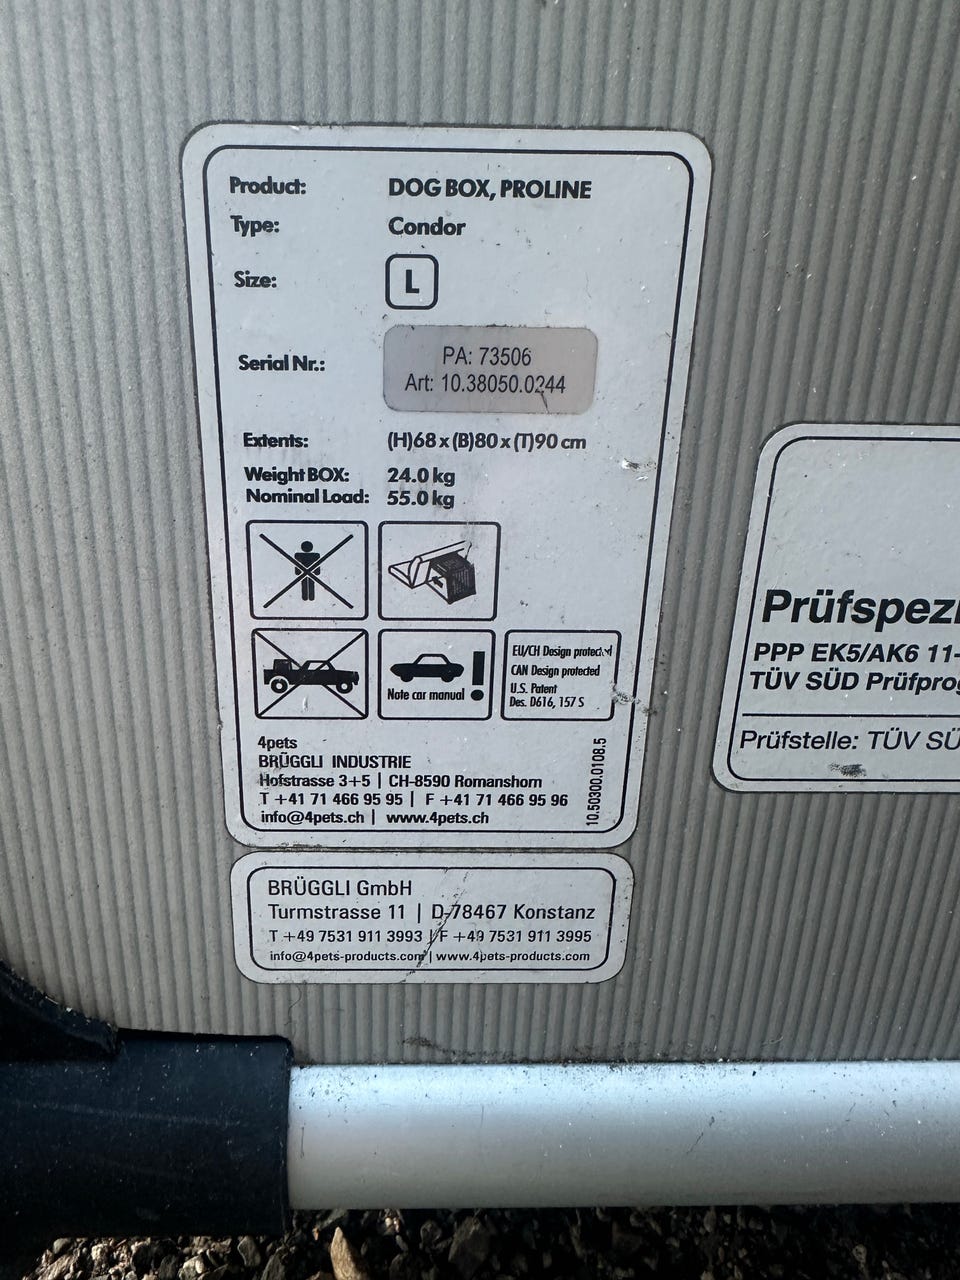 Product: DOG BOX, PROLINE
Type: Condor
Size: L
Serial Nr.: PA: 73506
Art: 10.38050.0244
Extents: (H)68 x (B)80 x (T)90 cm
Weight BOX: 24.0 kg
Nominal Load: 55.0 kg
Note car manual
!
EU/CH Design protected
CAN Design protected
U.S. Patent
Des. D616, 157 S
4pets
BRÜGGLI INDUSTRIE
Hofstrasse 3+5 | CH-8590 Romanshorn
T +41 71 466 95 95 | F +41 71 466 95 96
info@4pets.ch | www.4pets.ch
10.50300.0108.5
BRÜGGLI GmbH
Turmstrasse 11 | D-78467 Konstanz
T +49 7531 911 3993 | F +49 7531 911 3995
info@4pets-products.com | www.4pets-products.com
Prüfspezi
PPP EK5/AK6 11-
TÜV SÜD Prüfprog
Prüfstelle: TÜV SÜ